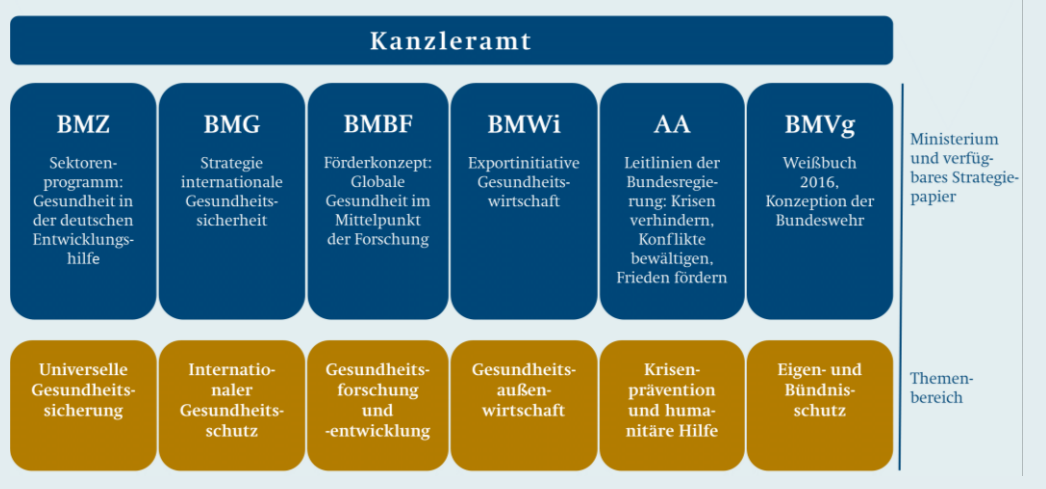 Kanzleramt
BMZ
Sektoren-
programm:
Gesundheit in
der deutschen
Entwicklungs-
hilfe
BMG
Strategie
internationale
Gesundheits-
sicherheit
BMBF
Förderkonzept:
Globale
Gesundheit im
Mittelpunkt
der Forschung
BMWi
Exportinitiative
Gesundheits-
wirtschaft
AA
Leitlinien der
Bundesregie-
rung: Krisen
verhindern,
Konflikte
bewältigen,
Frieden fördern
BMVg
Weißbuch
2016,
Konzeption der
Bundeswehr
Ministerium
und verfüg-
bares Strategie-
papier
Universelle
Gesundheits-
sicherung
Internatio-
naler
Gesundheits-
schutz
Gesundheits-
forschung
und
-entwicklung
Gesundheits-
außen-
wirtschaft
Krisen-
prävention
und huma-
nitäre Hilfe
Eigen- und
Bündnis-
schutz
Themen-
bereich